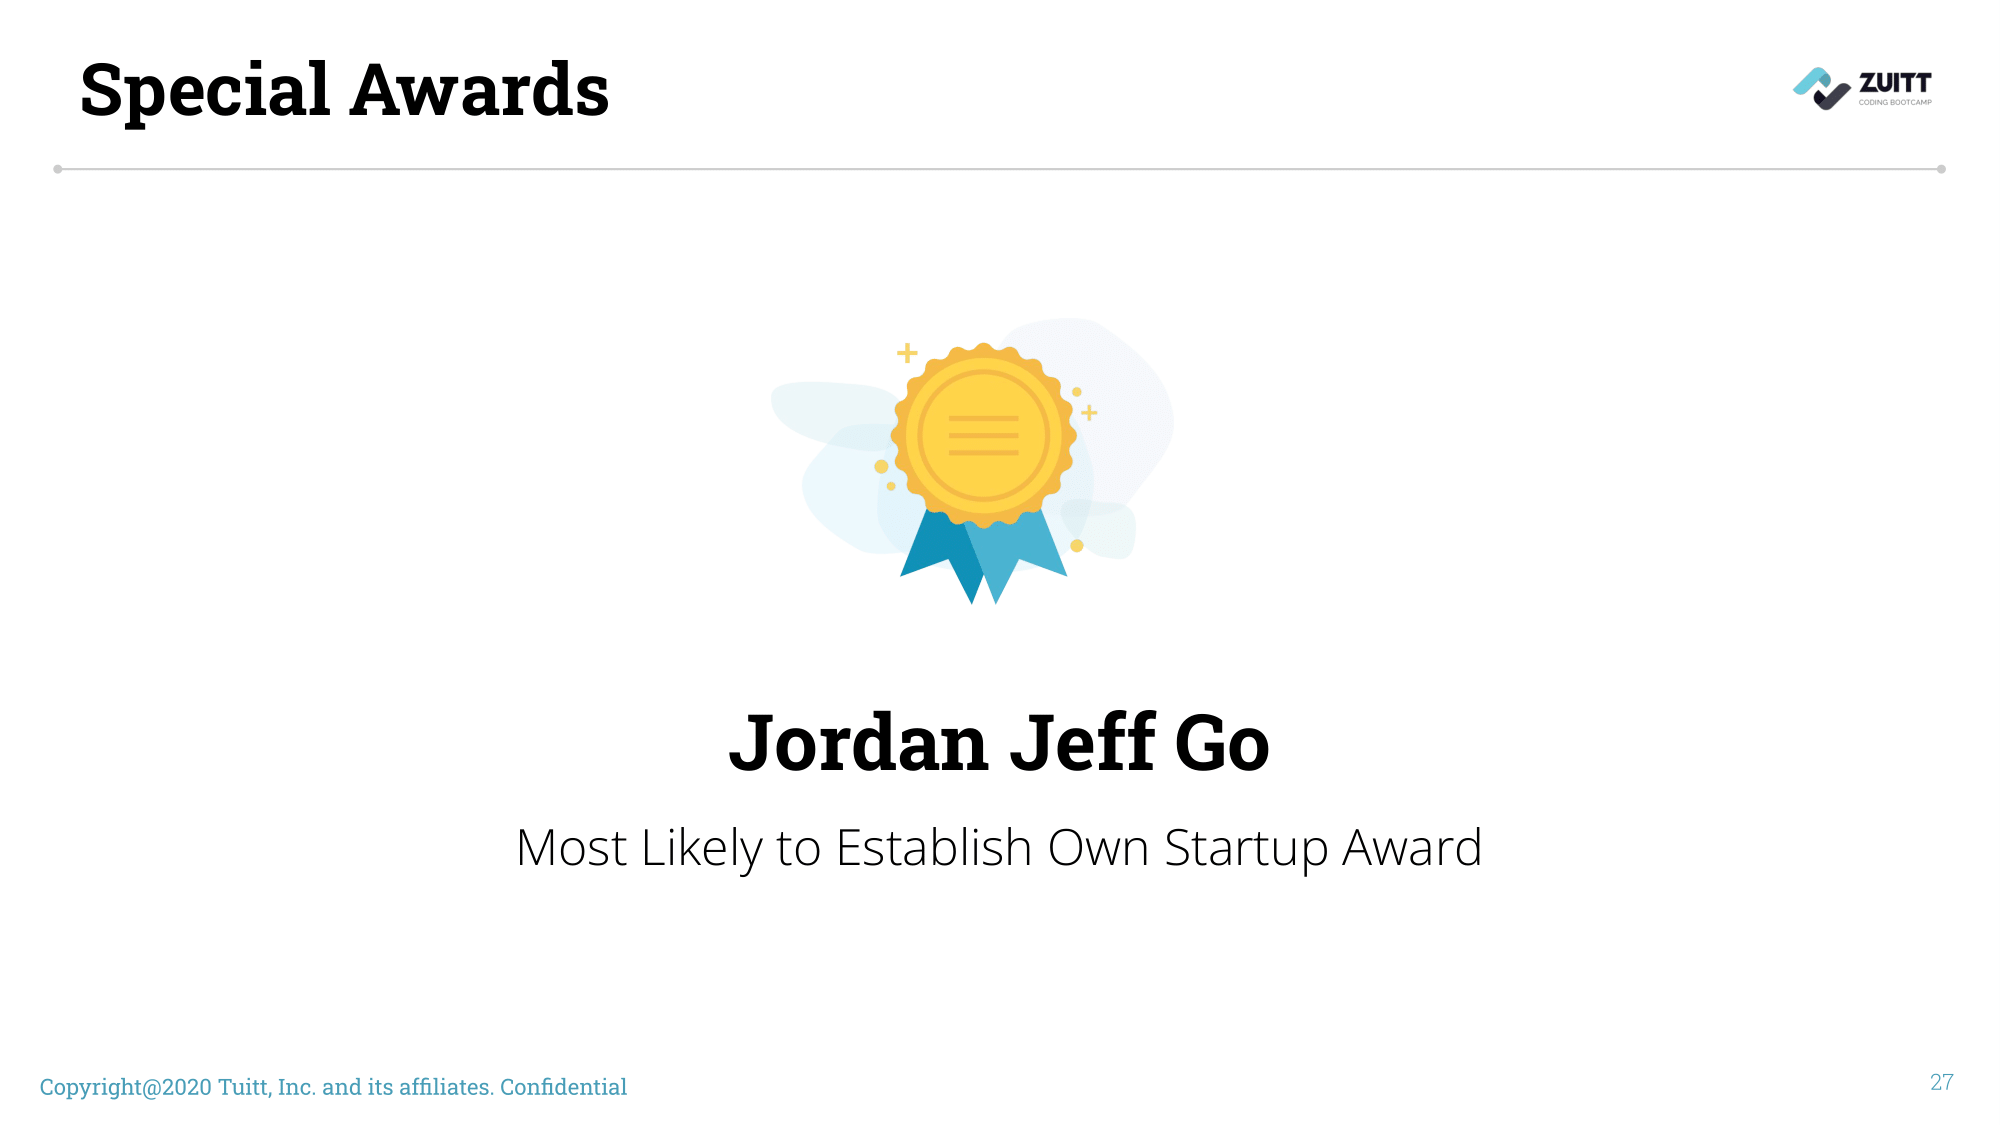 Special Awards
ZUITT
CODING BOOTCAMP
Jordan Jeff Go
Most Likely to Establish Own Startup Award
Copyright@2020 Tuitt, Inc. and its affiliates. Confidential
27